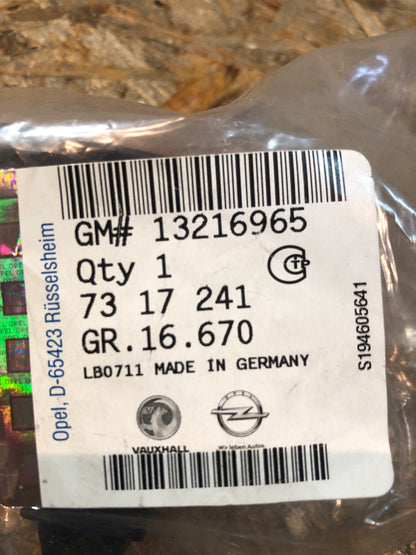 GM# 13216965
Qty 1
73 17 241
GR.16.670
LB0711 MADE IN GERMANY
VAUXHALL
Wir leben Autos.
Opel, D-65423 Rüsselsheim
S194605641